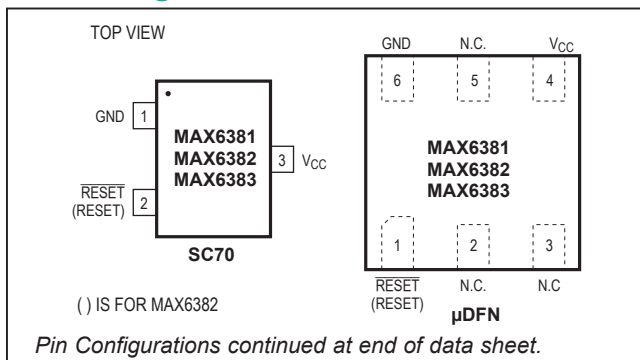 TOP VIEW
GND 1
MAX6381
MAX6382
MAX6383
3 VCC
RESET
(RESET)
2
SC70
( ) IS FOR MAX6382
GND N.C. VCC
6 5 4
MAX6381
MAX6382
MAX6383
1 2 3
RESET
(RESET)
N.C. N.C
µDFN
Pin Configurations continued at end of data sheet.